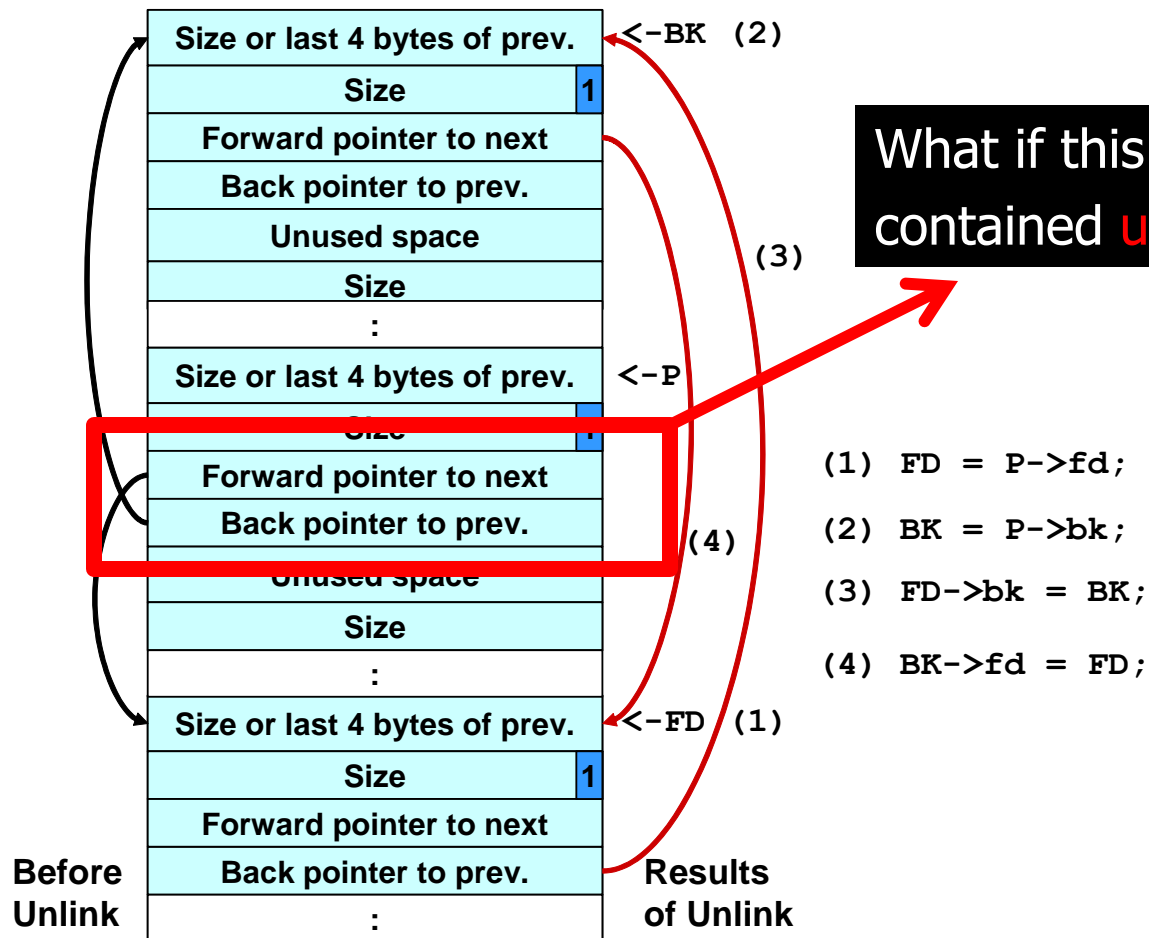 Size or last 4 bytes of prev.
<-BK (2)
Size 1
Forward pointer to next
Back pointer to prev.
Unused space
Size
:
What if this
contained
(3)
Size or last 4 bytes of prev.
<-P
Size 1
Forward pointer to next
Back pointer to prev.
Unused space
Size
:
(4)
(1) FD = P->fd;
(2) BK = P->bk;
(3) FD->bk = BK;
(4) BK->fd = FD;
Size or last 4 bytes of prev.
<-FD (1)
Size 1
Forward pointer to next
Back pointer to prev.
:
Before
Unlink
Results
of Unlink